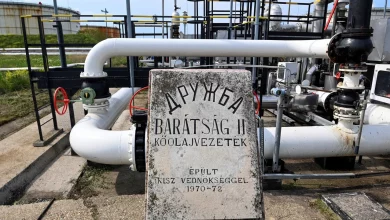 ДРУЖБА
BARÁTSÁG II
KŐOLAJVEZETÉK
ÉPÜLT
KISZ VÉDNÖKSÉGGEL
1970-72